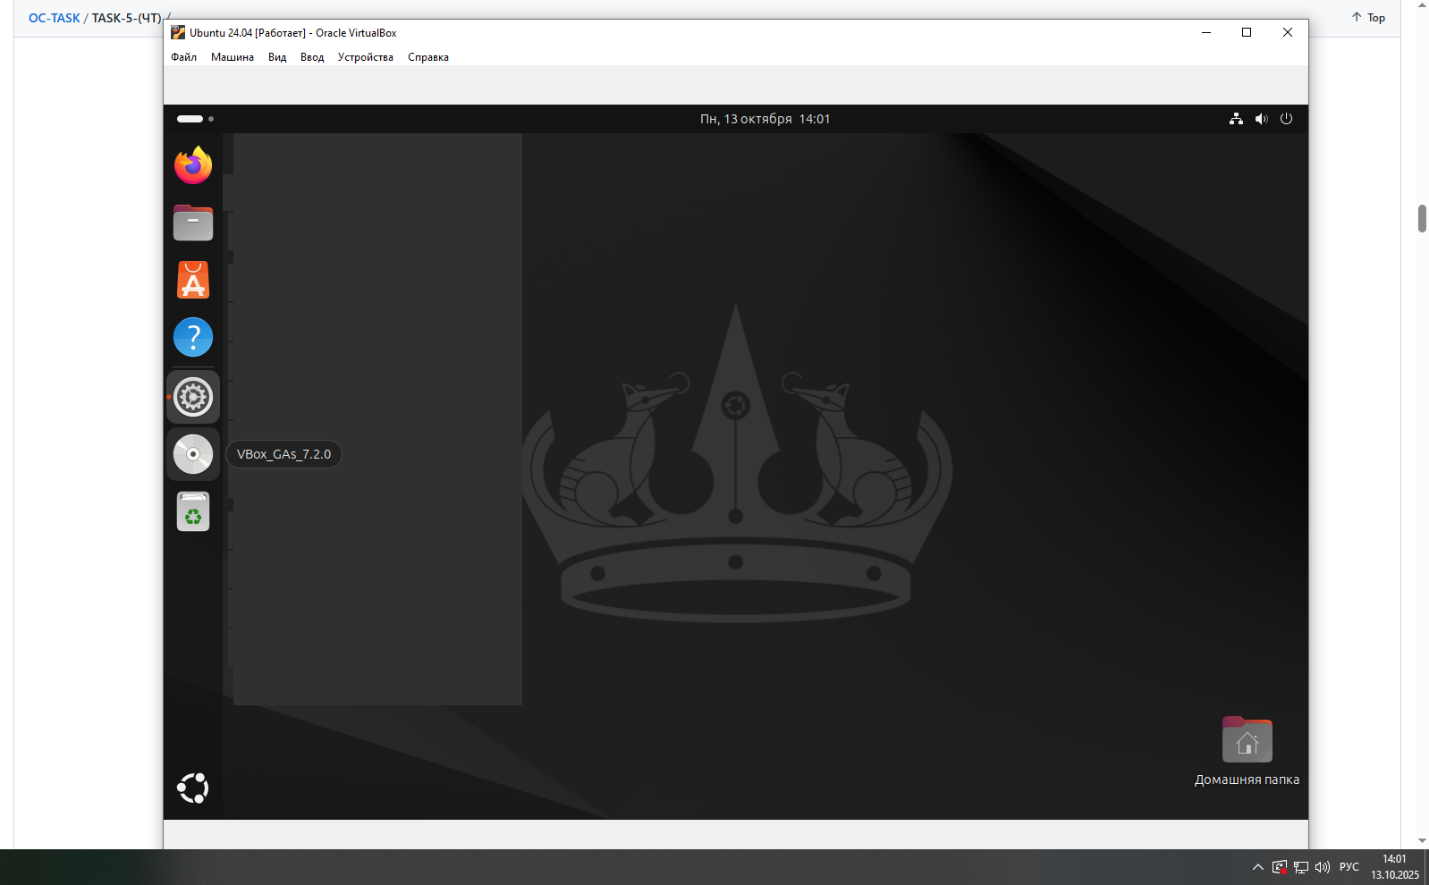 OC-TASK / TASK-5-(ЧТ) /
Top
Ubuntu 24.04 [Работает] - Oracle VirtualBox
Файл Машина Вид Ввод Устройства Справка
Пн, 13 октября 14:01
VBox_GAs_7.2.0
Домашняя папка
РУС
14:01
13.10.2025